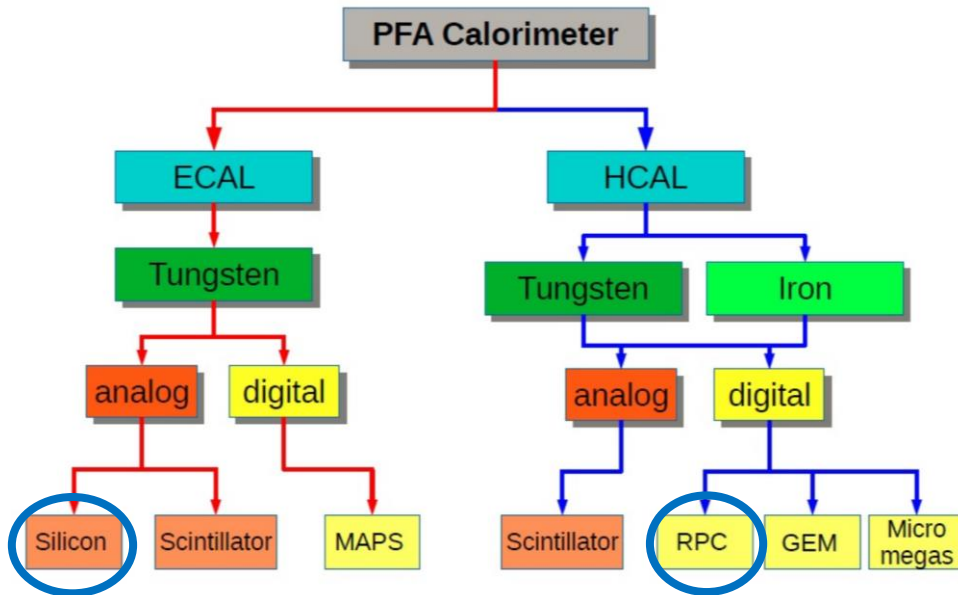 PFA Calorimeter
ECAL
HCAL
Tungsten
Tungsten
Iron
analog
digital
analog
digital
Silicon
Scintillator
MAPS
Scintillator
RPC
GEM
Micro
megas